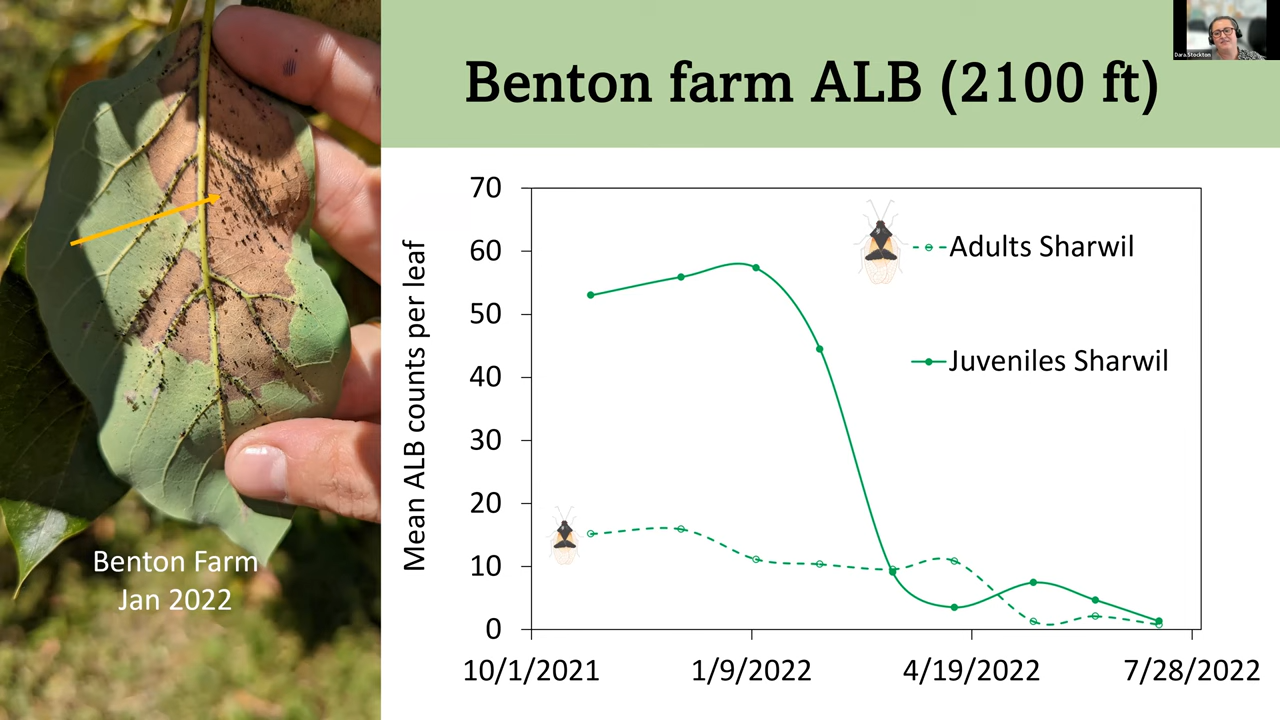 Benton farm ALB (2100 ft)
Dara.Stockton
Mean ALB counts per leaf
70
60
50
40
30
20
10
0
10/1/2021
1/9/2022
4/19/2022
7/28/2022
Adults Sharwil
Juveniles Sharwil
Benton Farm
Jan 2022